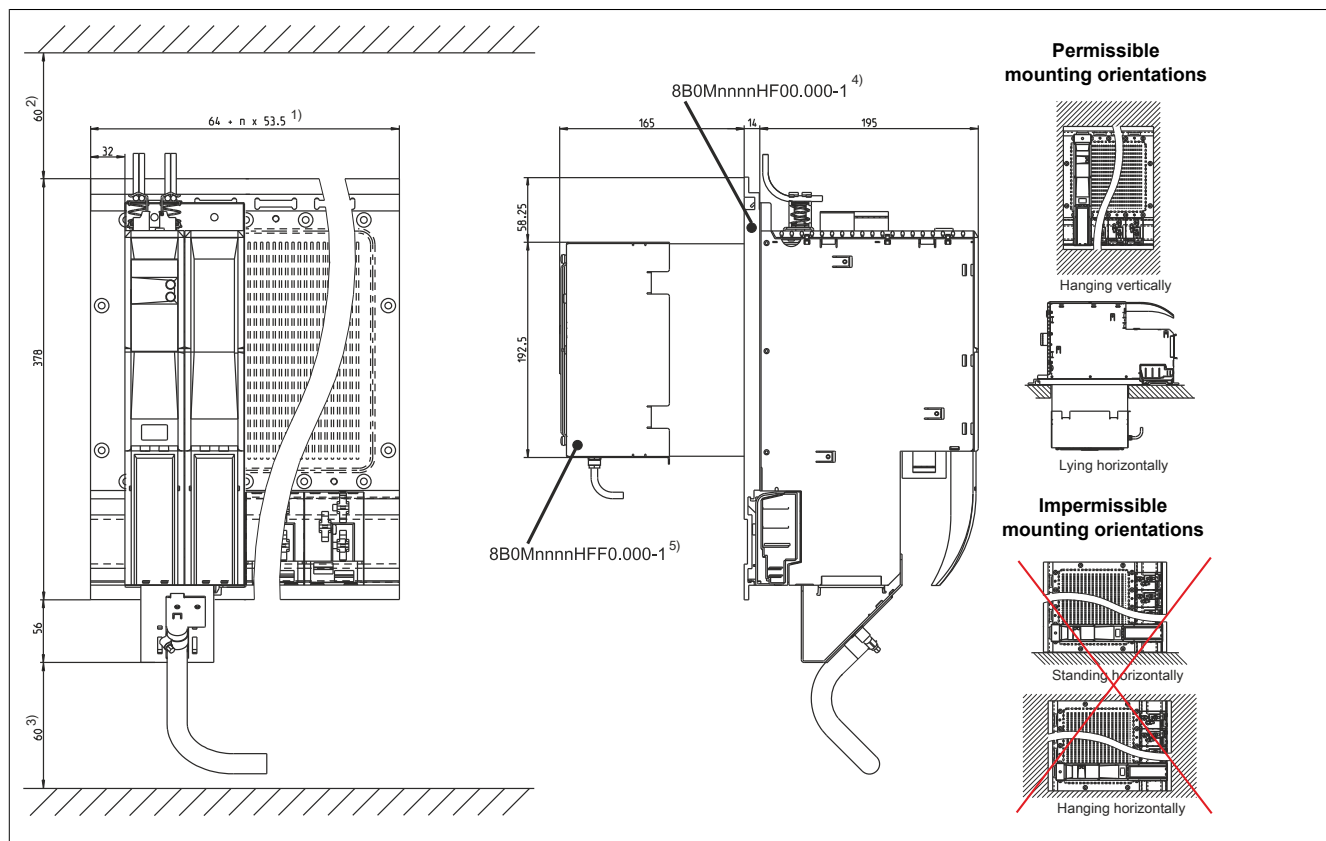 60 2)
64 + n x 53.5 1)
32
378
56
60 3)
8B0MnnnnHF00.000-1 4)
165
14
195
58.25
192.5
8B0MnnnnHFF0.000-1 5)
Permissible
mounting orientations
Hanging vertically
Lying horizontally
Impermissible
mounting orientations
Standing horizontally
Hanging horizontally